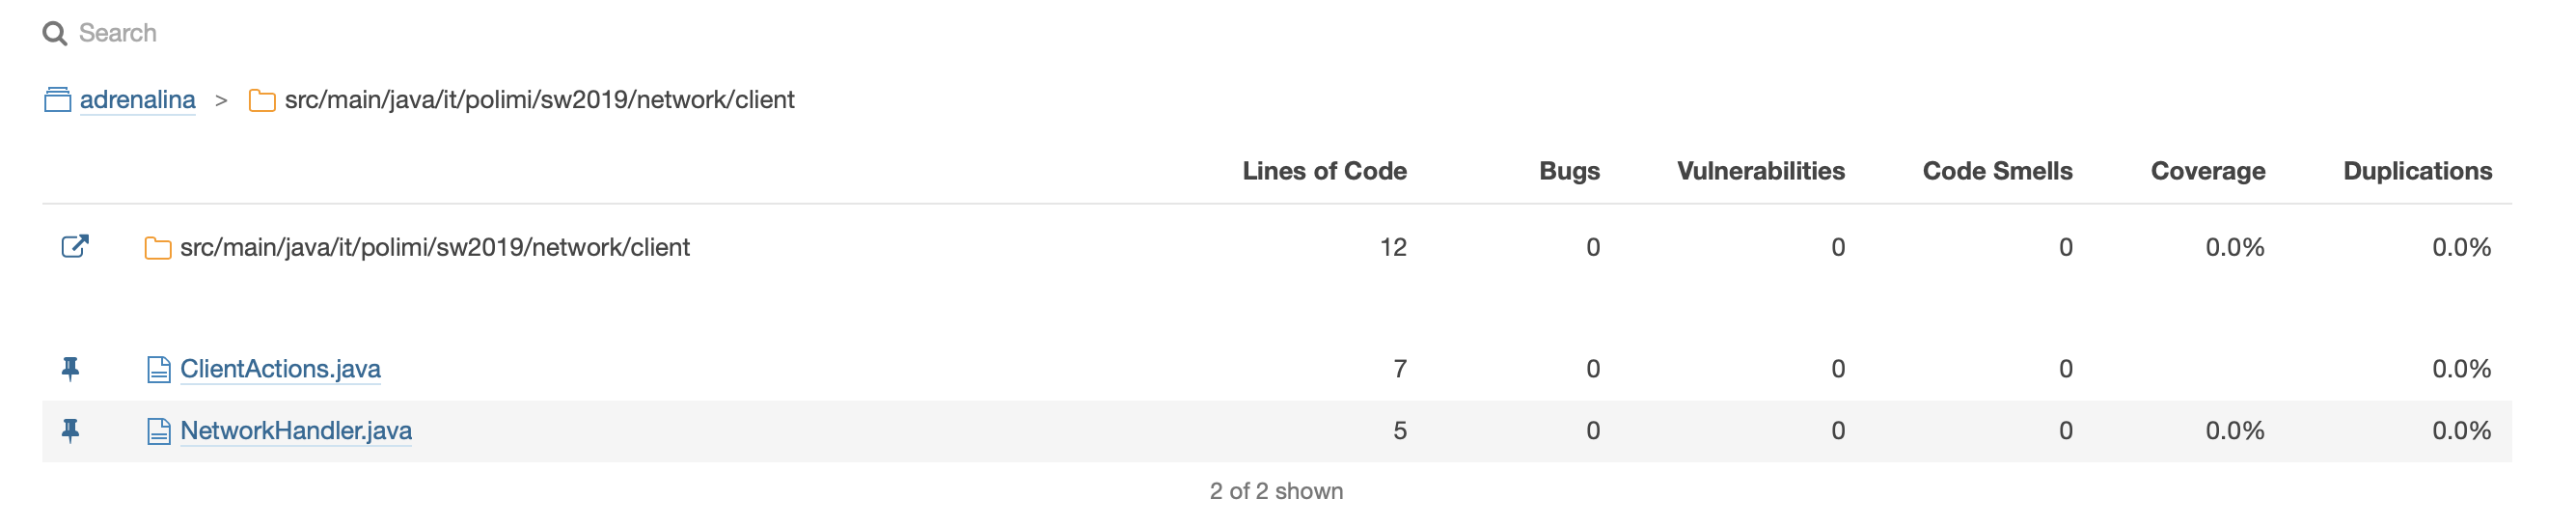 Search
adrenalina > src/main/java/it/polimi/sw2019/network/client
Lines of Code Bugs Vulnerabilities Code Smells Coverage Duplications
src/main/java/it/polimi/sw2019/network/client 12 0 0 0 0.0% 0.0%
ClientActions.java 7 0 0 0 0.0%
NetworkHandler.java 5 0 0 0 0.0% 0.0%
2 of 2 shown